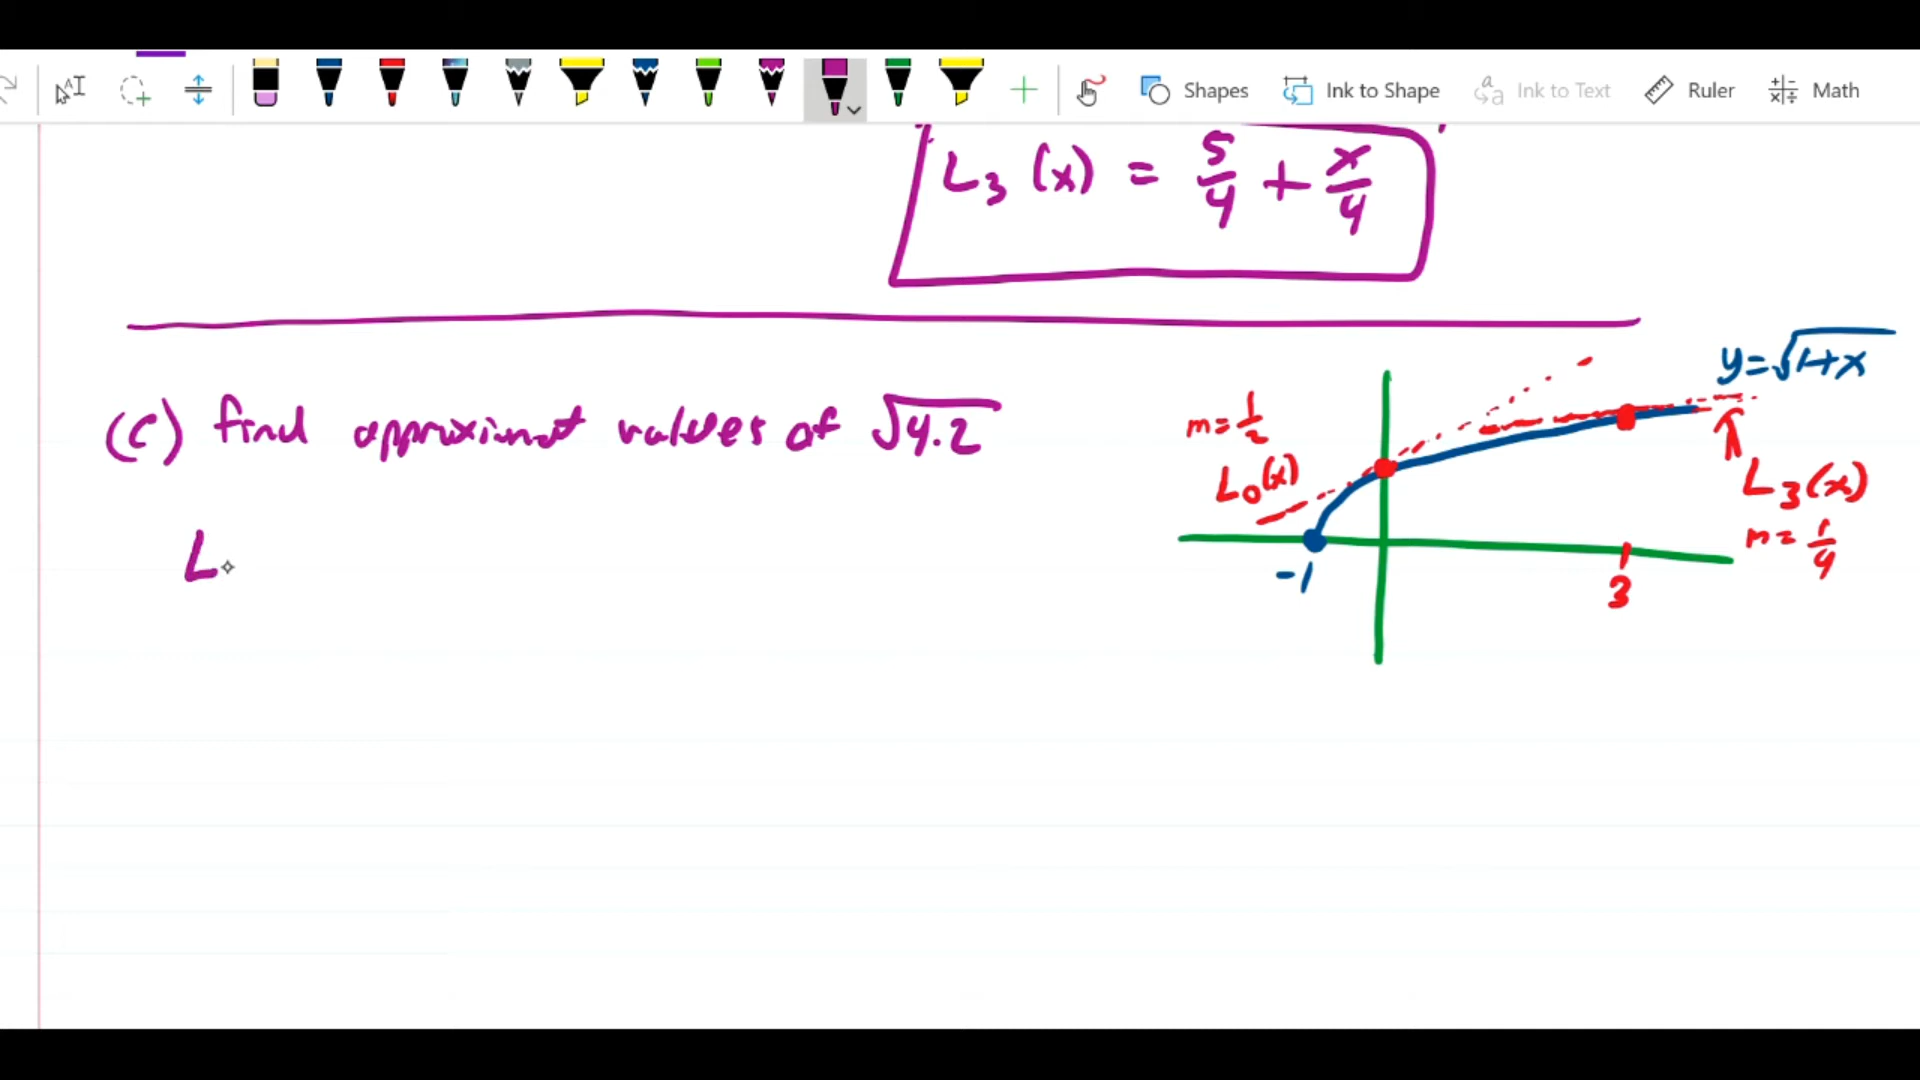 Shapes Ink to Shape Ink to Text Ruler Math
L₃(x) = 5/4 + x/4
(C) find approximat values of √4.2
L
y=√1+x
m=1/2
L₀(x)
L₃(x)
m=1/4
-1
3